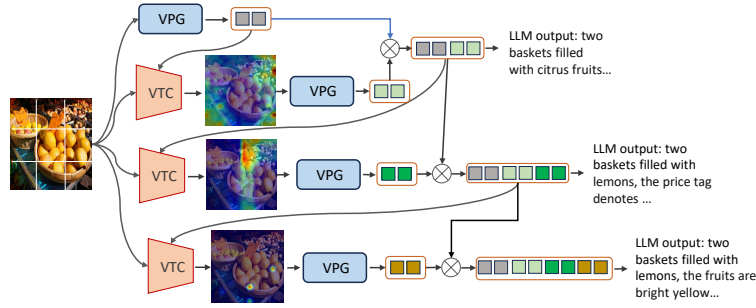 VPG
LLM output: two
baskets filled
with citrus fruits...
VTC
VPG
VTC
VPG
LLM output: two
baskets filled with
lemons, the price tag
denotes ...
VTC
VPG
LLM output: two
baskets filled with
lemons, the fruits are
bright yellow...